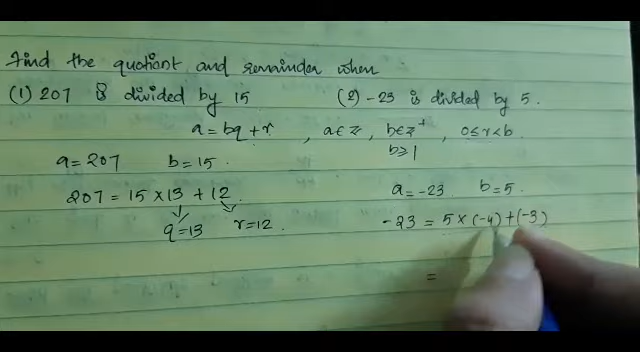 Find the quotient and remainder when
(1) 207 is divided by 15 (2) -23 is divided by 5.
a = bq + r , a ∈ Z, b ∈ Z⁺, 0 ≤ r < b
b ≥ 1
a = 207 b = 15.
207 = 15 × 13 + 12. a = -23 b = 5
q = 13 r = 12. -23 = 5 × (-4) + (-3)
=